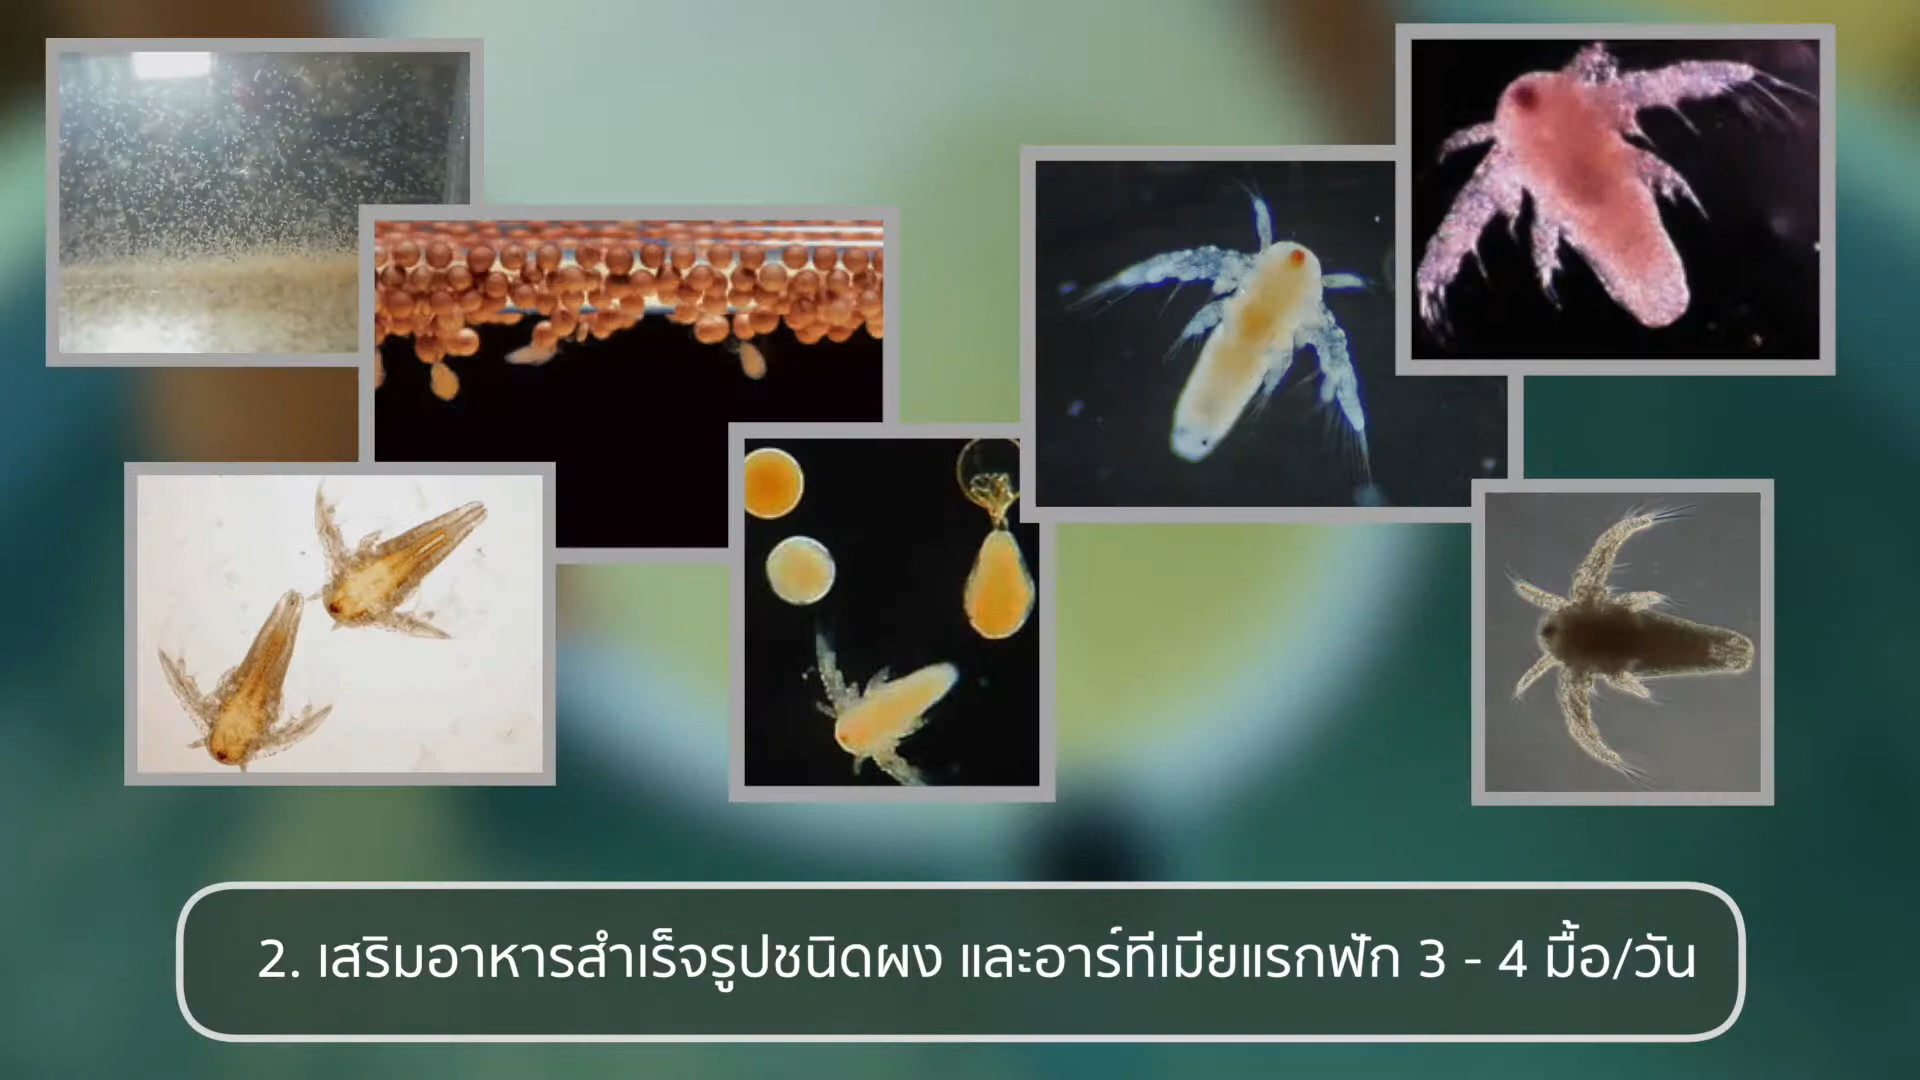 2. เสริมอาหารสำเร็จรูปชนิดผง และอาร์ทีเมียแรกฟัก 3 - 4 มื้อ/วัน